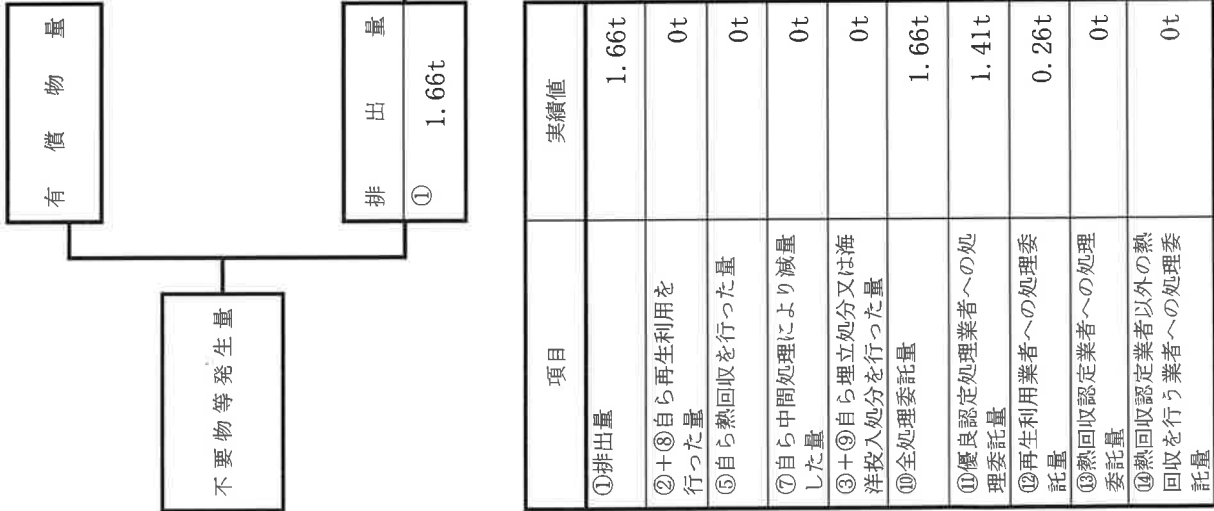 有償物量
不要物等発生量
排出量
①
1.66t
項目
実績値
①排出量
1.66t
②+⑧自ら再生利用を
行った量
0t
⑤自ら熱回収を行った量
0t
⑦自ら中間処理により減量
した量
0t
③+⑨自ら埋立処分又は海
洋投入処分を行った量
0t
⑩全処理委託量
1.66t
⑪優良認定処理業者への処
理委託量
1.41t
⑫再生利用業者への処理委
託量
0.26t
⑬熱回収認定業者への処理
委託量
0t
⑭熱回収認定業者以外の熱
回収を行う業者への処理委
託量
0t